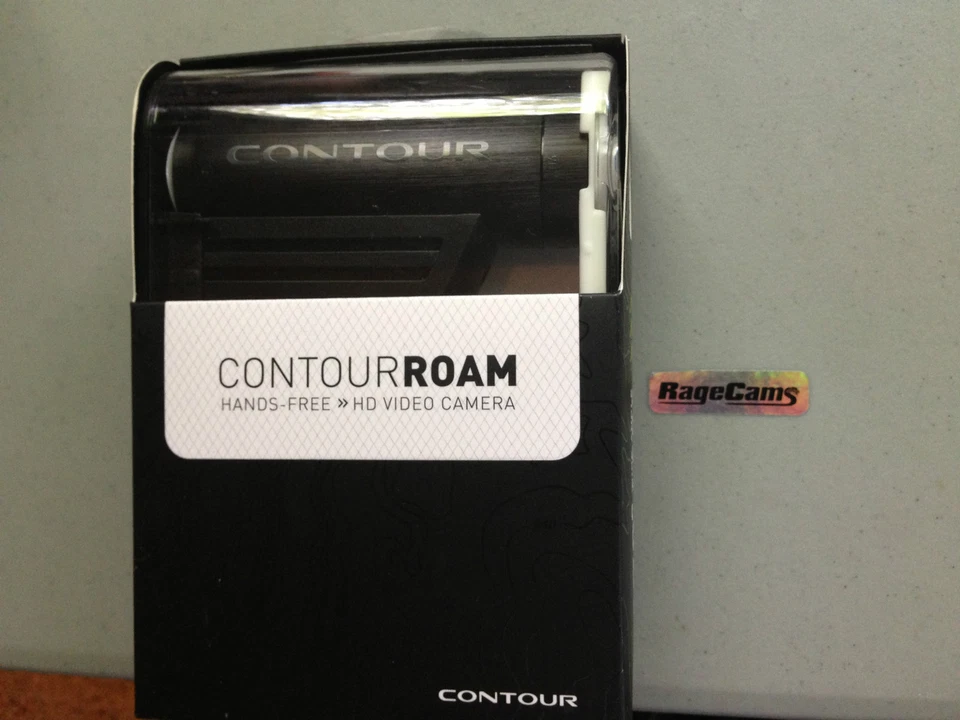 CONTOUR
CONTOURROAM
HANDS-FREE » HD VIDEO CAMERA
RageCams
CONTOUR